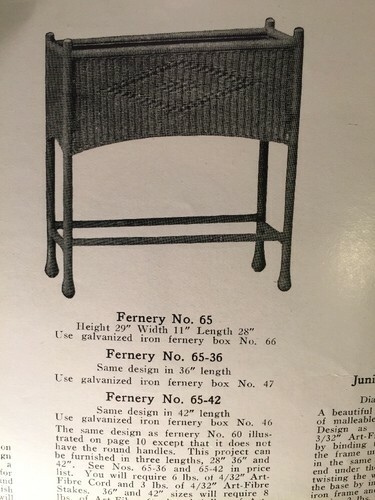 Fernery No. 65
Height 29" Width 11" Length 28"
Use galvanized iron fernery box No. 66
Fernery No. 65-36
Same design in 36" length
Use galvanized iron fernery box No. 47
Fernery No. 65-42
Same design in 42" length
Use galvanized iron fernery box No. 46
The same design as fernery No. 60 illus-
trated on page 10 except that it does not
have the round handles. This project can
be furnished in three lengths, 28" 36" and
42". See Nos. 65-36 and 65-42 in price
list. You will require 6 lbs. of 4/32" Art-
Fibre Cord and 3 lbs. of 4/32" Art-Fibre
Stakes. 36" and 42" sizes will require 8
Juni
Dia
A beautiful
of malleable
Design as
3/32" Art-F
by binding
the frame u
in the same
end under th
twisting the w
the base by in
iron frame